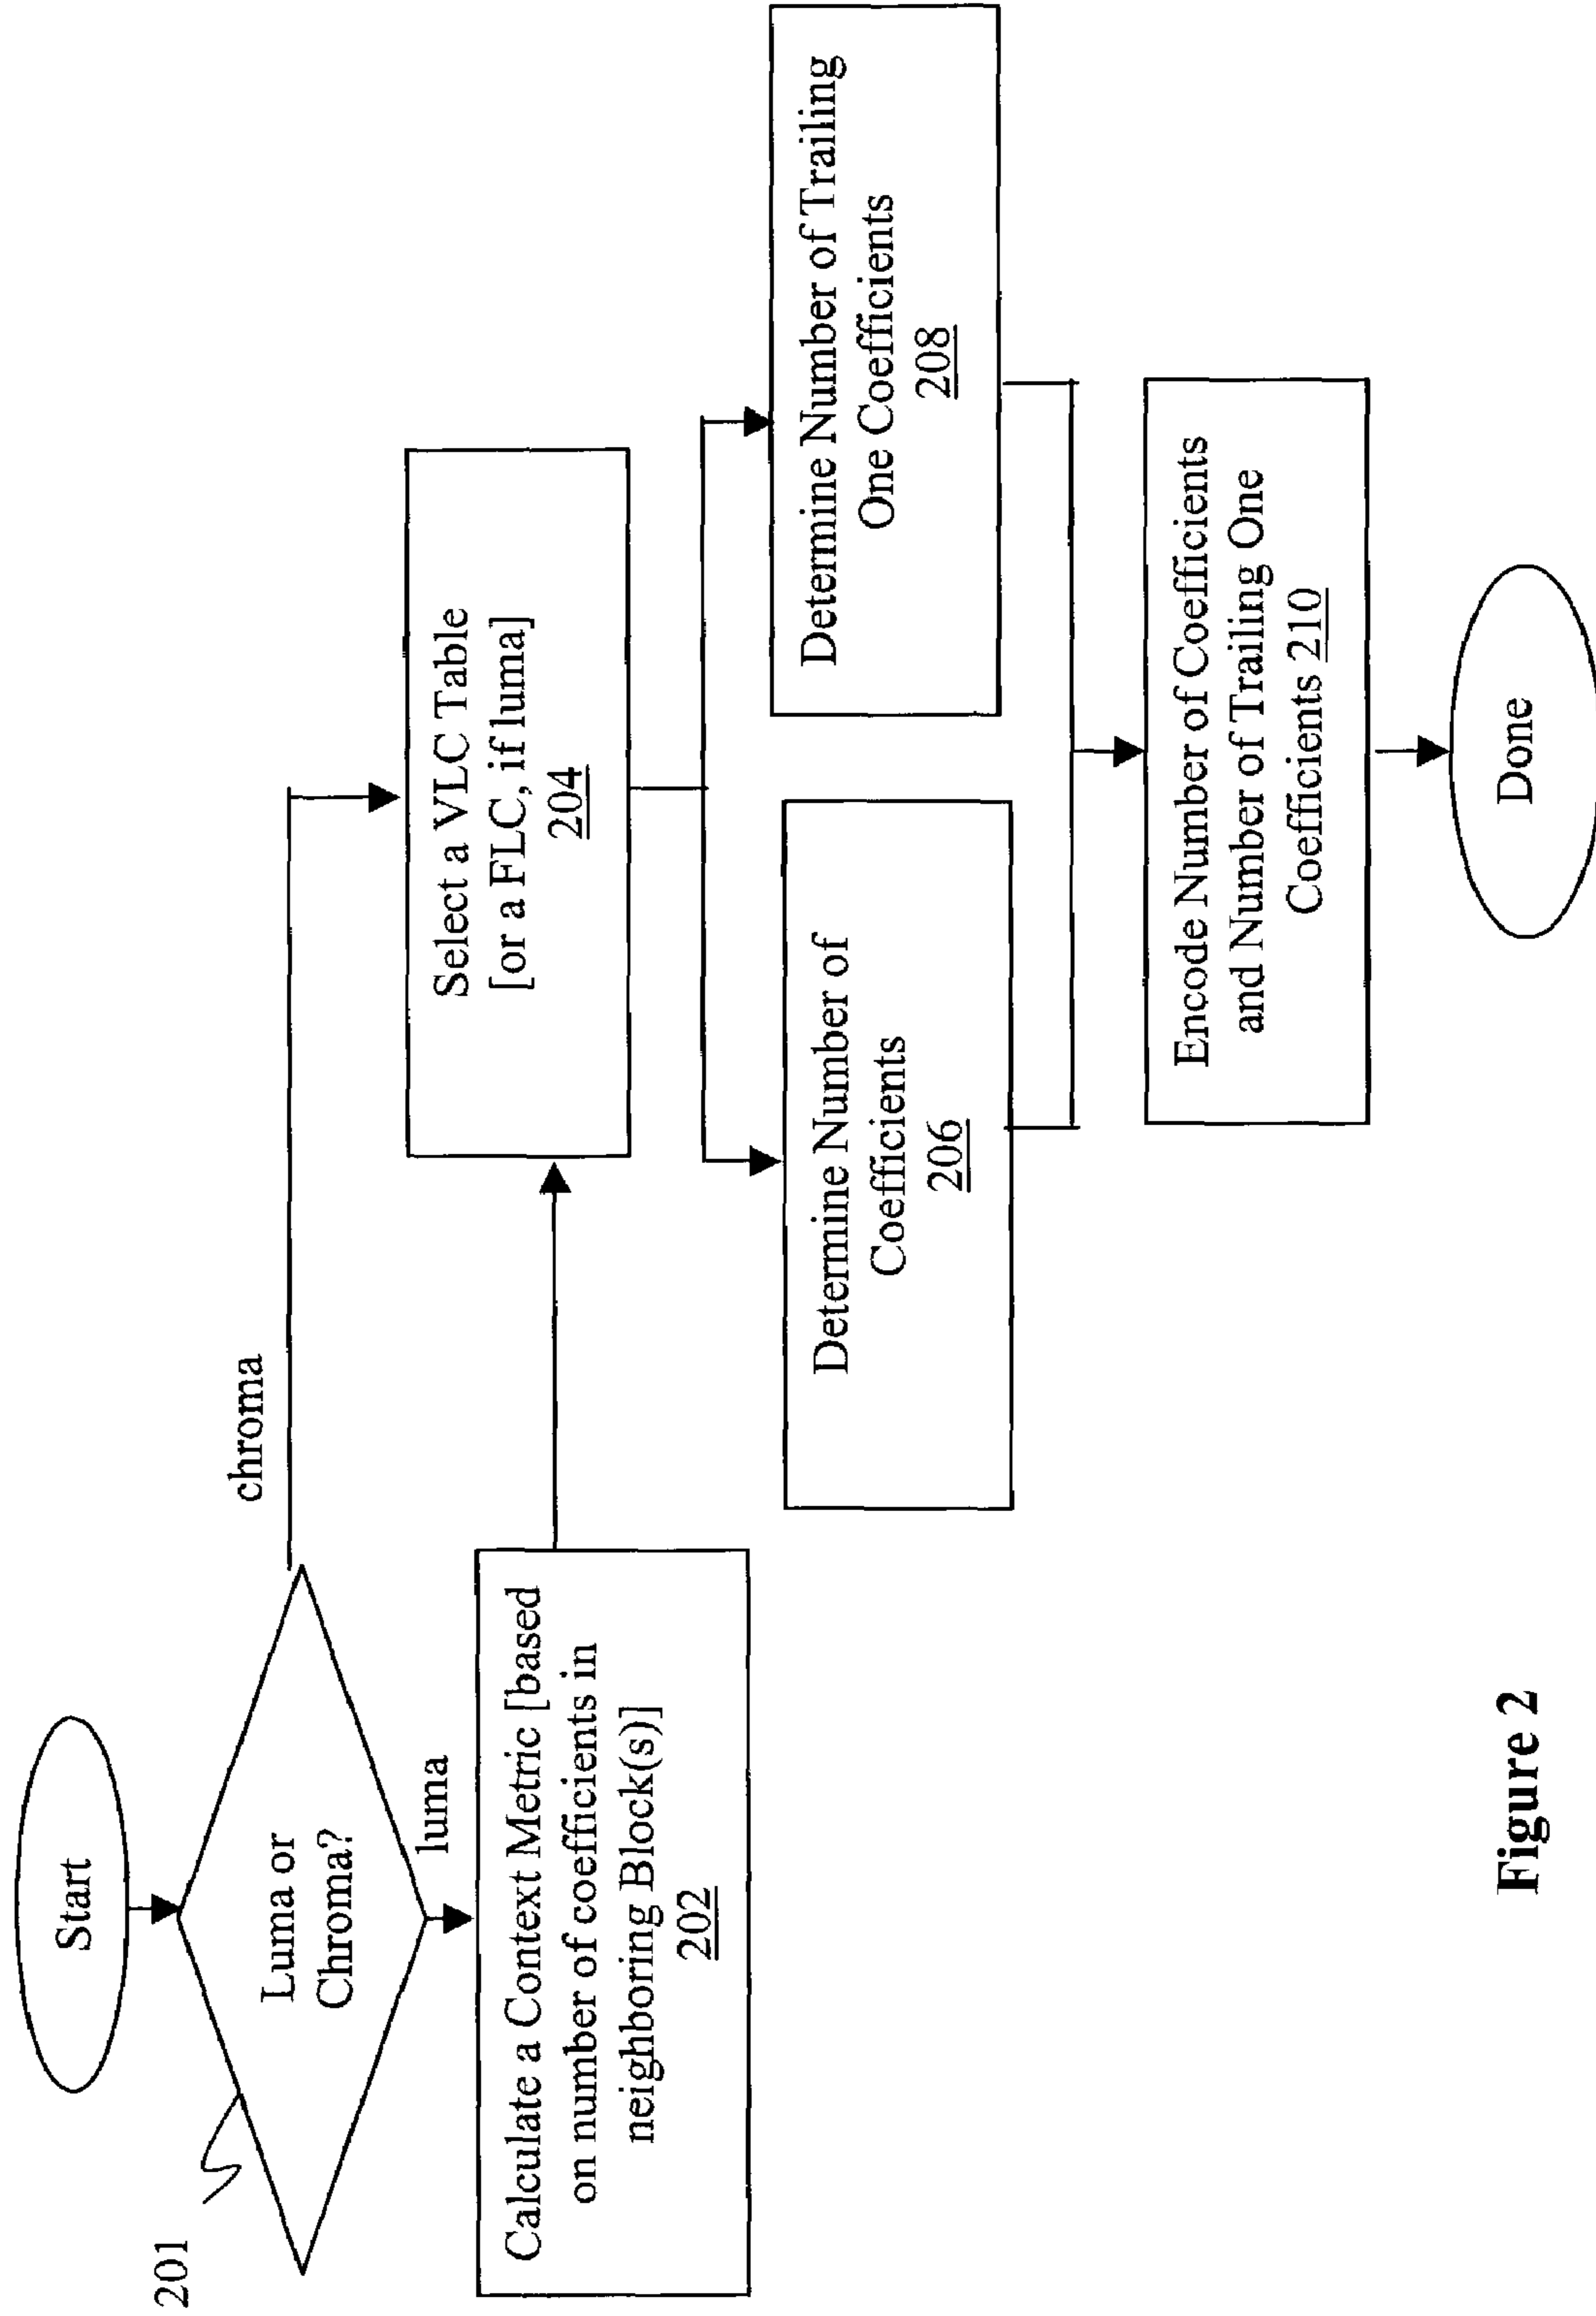 Start
201
Luma or
Chroma?
chroma
luma
Calculate a Context Metric [based
on number of coefficients in
neighboring Block(s)]
202
Select a VLC Table
[or a FLC, if luma]
204
Determine Number of
Coefficients
206
Determine Number of Trailing
One Coefficients
208
Encode Number of Coefficients
and Number of Trailing One
Coefficients 210
Done
Figure 2